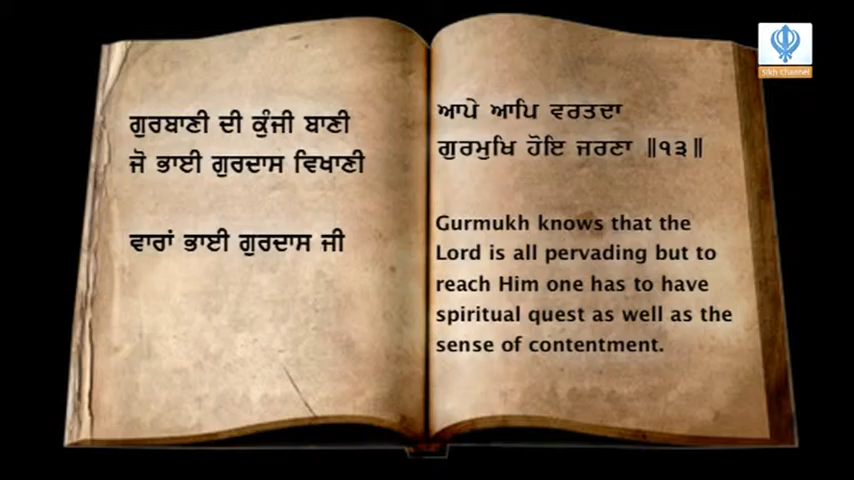 ਗੁਰਬਾਣੀ ਦੀ ਕੁੰਜੀ ਬਾਣੀ
ਜੋ ਭਾਈ ਗੁਰਦਾਸ ਵਿਖਾਣੀ
ਵਾਰਾਂ ਭਾਈ ਗੁਰਦਾਸ ਜੀ
ਆਪੇ ਆਪਿ ਵਰਤਦਾ
ਗੁਰਮੁਖਿ ਹੋਇ ਜਰਣਾ ॥੧੩॥
Gurmukh knows that the
Lord is all pervading but to
reach Him one has to have
spiritual quest as well as the
sense of contentment.
Sikh Channel